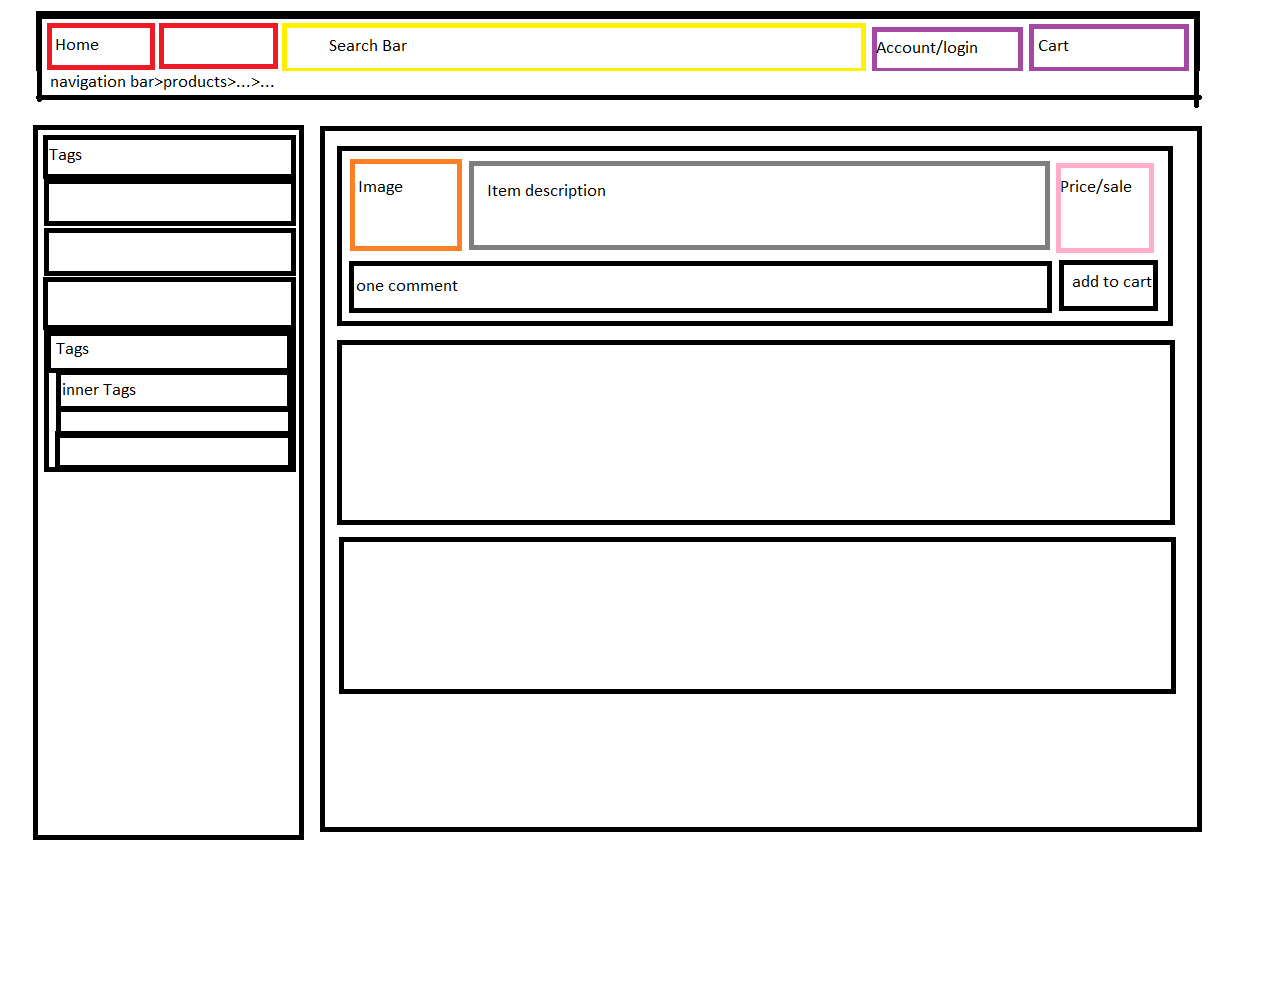 Home
Search Bar
Account/login
Cart
navigation bar>products>...>...
Tags
Image
Item description
Price/sale
one comment
add to cart
Tags
inner Tags